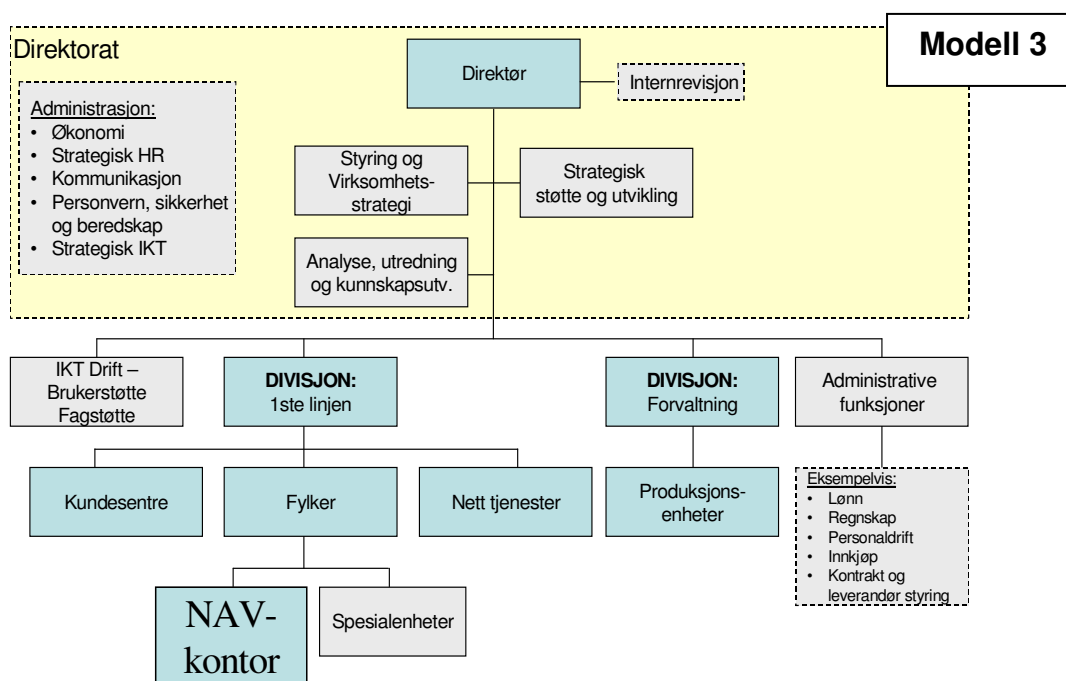 Modell 3
Direktorat
Direktør
Internrevisjon
Administrasjon:
• Økonomi
• Strategisk HR
• Kommunikasjon
• Personvern, sikkerhet
og beredskap
• Strategisk IKT
Styring og
Virksomhets-
strategi
Strategisk
støtte og utvikling
Analyse, utredning
og kunnskapsutv.
IKT Drift –
Brukerstøtte
Fagstøtte
DIVISJON:
1ste linjen
DIVISJON:
Forvaltning
Administrative
funksjoner
Kundesentre
Fylker
Nett tjenester
Produksjons-
enheter
Eksempelvis:
• Lønn
• Regnskap
• Personaldrift
• Innkjøp
• Kontrakt og
leverandør styring
NAV-
kontor
Spesialenheter